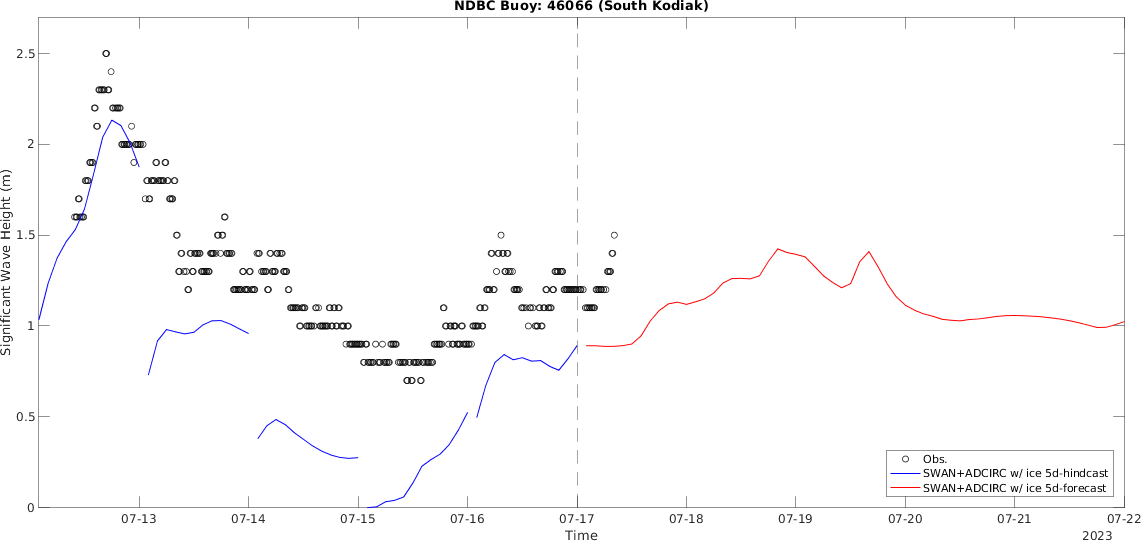 NDBC Buoy: 46066 (South Kodiak)
Significant Wave Height (m)
2.5
2
1.5
1
0.5
0
Obs.
SWAN+ADCIRC w/ ice 5d-hindcast
SWAN+ADCIRC w/ ice 5d-forecast
07-13 07-14 07-15 07-16 07-17 07-18 07-19 07-20 07-21 07-22
Time
2023